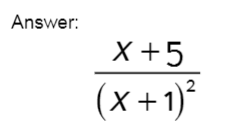 Answer:
x + 5
(x + 1)²